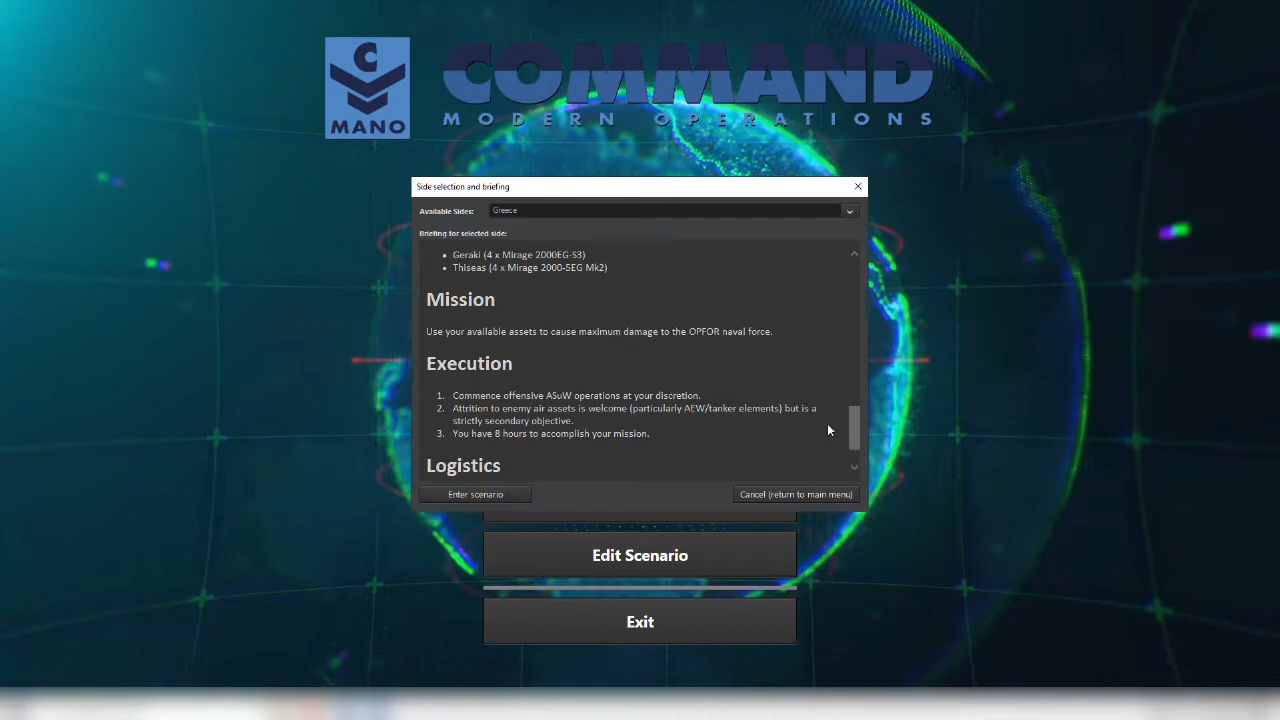 C
MANO
COMMAND
MODERN OPERATIONS
Side selection and briefing
Available Sides: Greece
Briefing for selected side:
• Geraki (4 x Mirage 2000EG-S3)
• Thiseas (4 x Mirage 2000-5EG Mk2)
Mission
Use your available assets to cause maximum damage to the OPFOR naval force.
Execution
1. Commence offensive ASuW operations at your discretion.
2. Attrition to enemy air assets is welcome (particularly AEW/tanker elements) but is a
strictly secondary objective.
3. You have 8 hours to accomplish your mission.
Logistics
Enter scenario
Cancel (return to main menu)
Edit Scenario
Exit